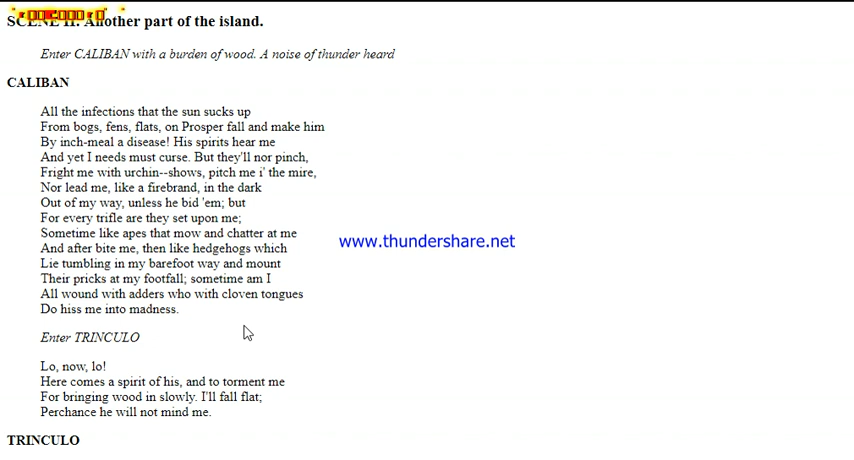 SCENE II. Another part of the island.
Enter CALIBAN with a burden of wood. A noise of thunder heard
CALIBAN
All the infections that the sun sucks up
From bogs, fens, flats, on Prosper fall and make him
By inch-meal a disease! His spirits hear me
And yet I needs must curse. But they'll nor pinch,
Fright me with urchin--shows, pitch me i' the mire,
Nor lead me, like a firebrand, in the dark
Out of my way, unless he bid 'em; but
For every trifle are they set upon me;
Sometime like apes that mow and chatter at me
And after bite me, then like hedgehogs which
Lie tumbling in my barefoot way and mount
Their pricks at my footfall; sometime am I
All wound with adders who with cloven tongues
Do hiss me into madness.
www.thundershare.net
Enter TRINCULO
Lo, now, lo!
Here comes a spirit of his, and to torment me
For bringing wood in slowly. I'll fall flat;
Perchance he will not mind me.
TRINCULO